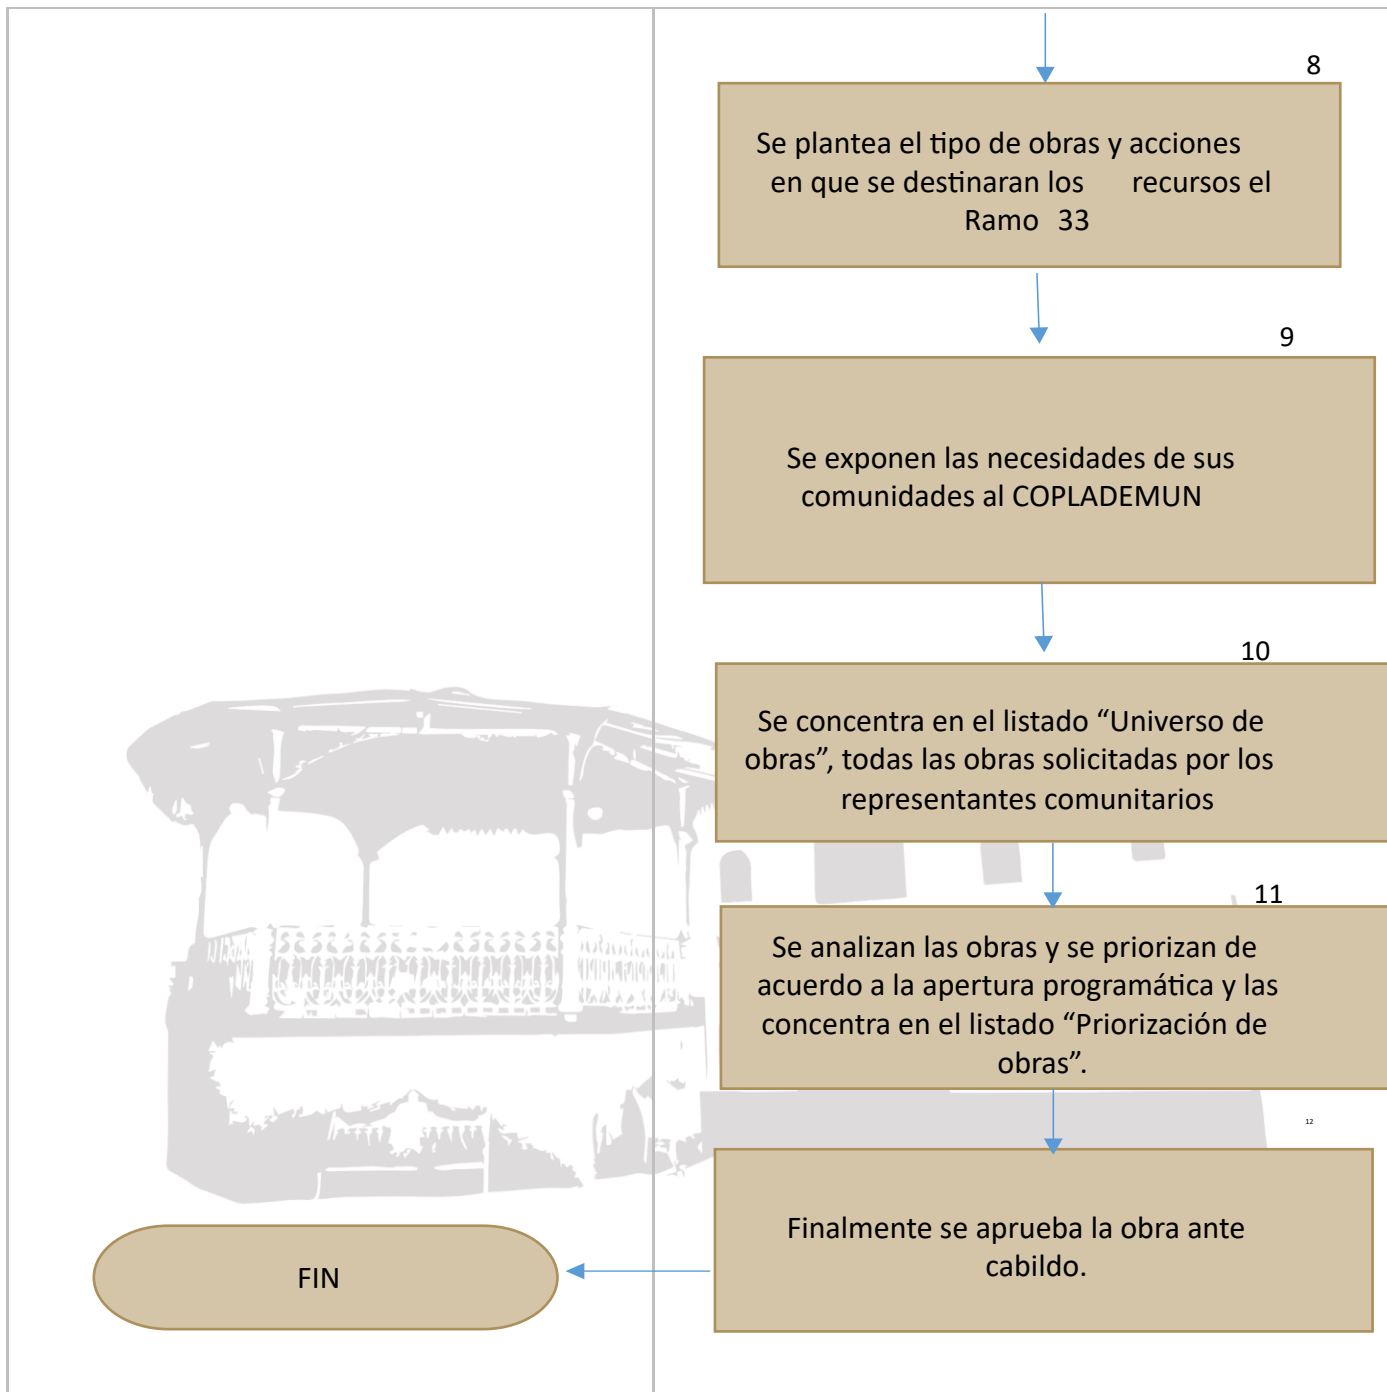 8
Se plantea el tipo de obras y acciones
en que se destinaran los recursos el
Ramo 33
9
Se exponen las necesidades de sus
comunidades al COPLADEMUN
10
Se concentra en el listado “Universo de
obras”, todas las obras solicitadas por los
representantes comunitarios
11
Se analizan las obras y se priorizan de
acuerdo a la apertura programática y las
concentra en el listado “Priorización de
obras”.
12
Finalmente se aprueba la obra ante
cabildo.
FIN